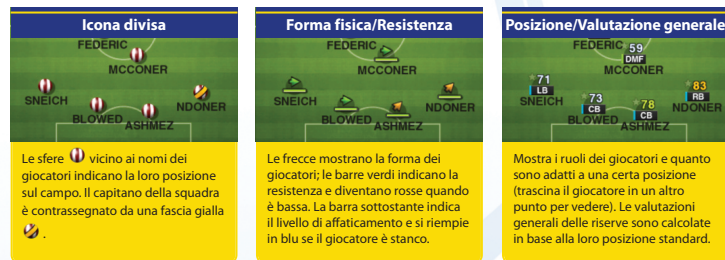 Icona divisa
FEDERIC
MCCONER
SNEICH
NDONER
BLOWED
ASHMEZ
Le sfere vicino ai nomi dei
giocatori indicano la loro posizione
sul campo. Il capitano della squadra
è contrassegnato da una fascia gialla
.
Forma fisica/Resistenza
FEDERIC
MCCONER
SNEICH
NDONER
BLOWED
ASHMEZ
Le frecce mostrano la forma dei
giocatori; le barre verdi indicano la
resistenza e diventano rosse quando
è bassa. La barra sottostante indica
il livello di affaticamento e si riempie
in blu se il giocatore è stanco.
Posizione/Valutazione generale
FEDERIC
59
DMF
MCCONER
71
LB
SNEICH
83
RB
NDONER
73
CB
BLOWED
78
CB
ASHMEZ
Mostra i ruoli dei giocatori e quanto
sono adatti a una certa posizione
(trascina il giocatore in un altro
punto per vedere). Le valutazioni
generali delle riserve sono calcolate
in base alla loro posizione standard.